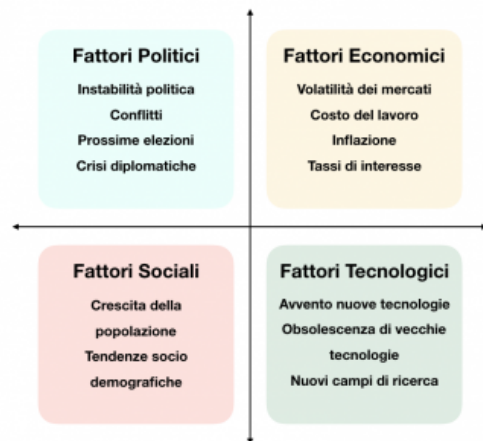 Fattori Politici
Instabilità politica
Conflitti
Prossime elezioni
Crisi diplomatiche
Fattori Economici
Volatilità dei mercati
Costo del lavoro
Inflazione
Tassi di interesse
Fattori Sociali
Crescita della
popolazione
Tendenze socio
demografiche
Fattori Tecnologici
Avvento nuove tecnologie
Obsolescenza di vecchie
tecnologie
Nuovi campi di ricerca